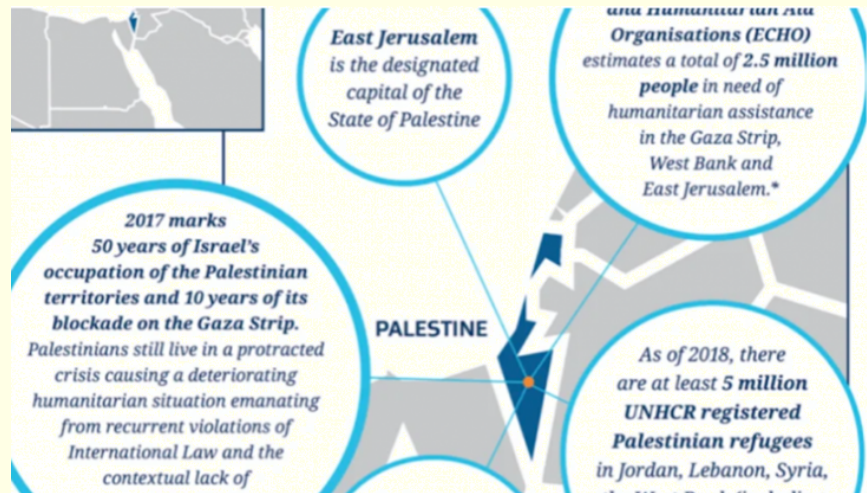 East Jerusalem
is the designated
capital of the
State of Palestine
and Humanitarian Aid
Organisations (ECHO)
estimates a total of 2.5 million
people in need of
humanitarian assistance
in the Gaza Strip,
West Bank and
East Jerusalem.*
2017 marks
50 years of Israel's
occupation of the Palestinian
territories and 10 years of its
blockade on the Gaza Strip.
Palestinians still live in a protracted
crisis causing a deteriorating
humanitarian situation emanating
from recurrent violations of
International Law and the
contextual lack of
PALESTINE
As of 2018, there
are at least 5 million
UNHCR registered
Palestinian refugees
in Jordan, Lebanon, Syria,